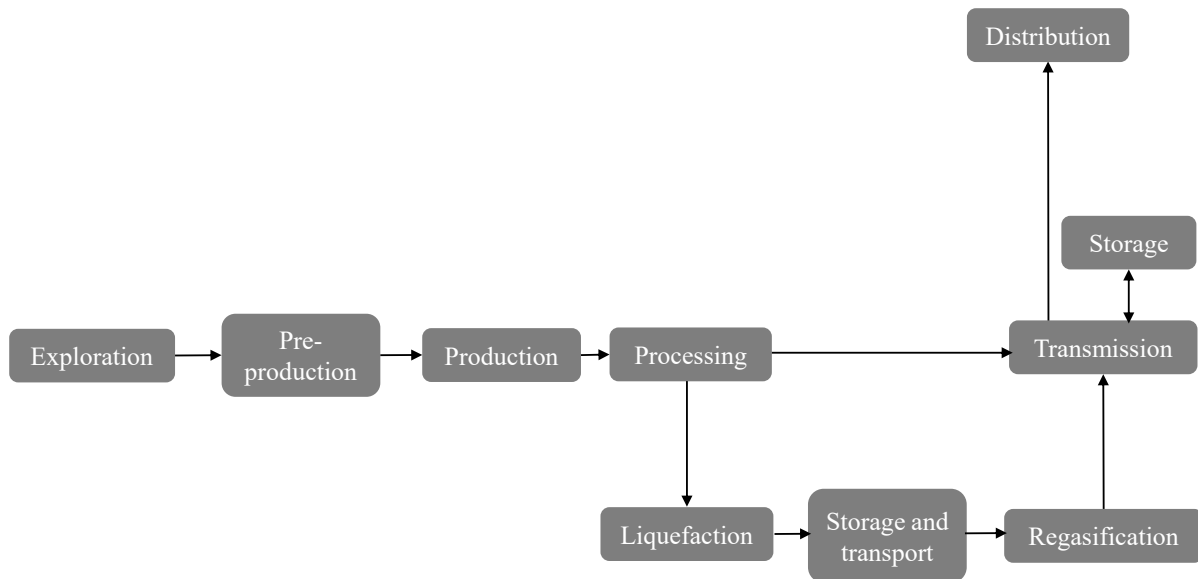 Distribution
Storage
Exploration
Pre-
production
Production
Processing
Transmission
Liquefaction
Storage and
transport
Regasification